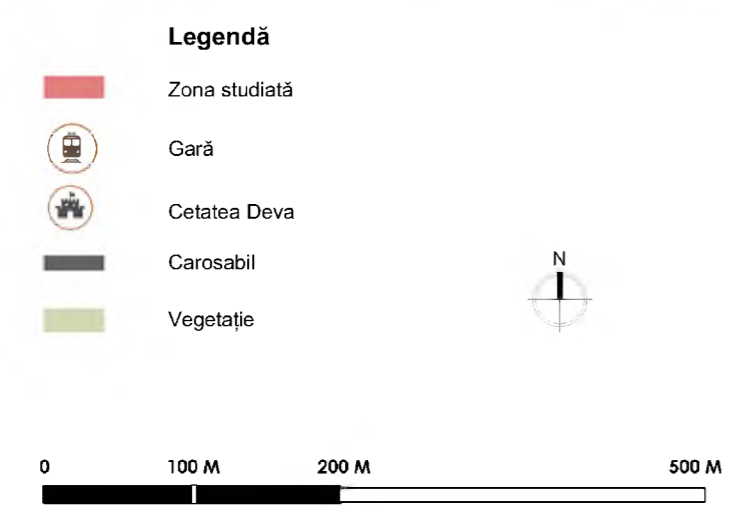 Legendă
Zona studiată
Gară
Cetatea Deva
Carosabil
Vegetație
N
0 100 M 200 M 500 M